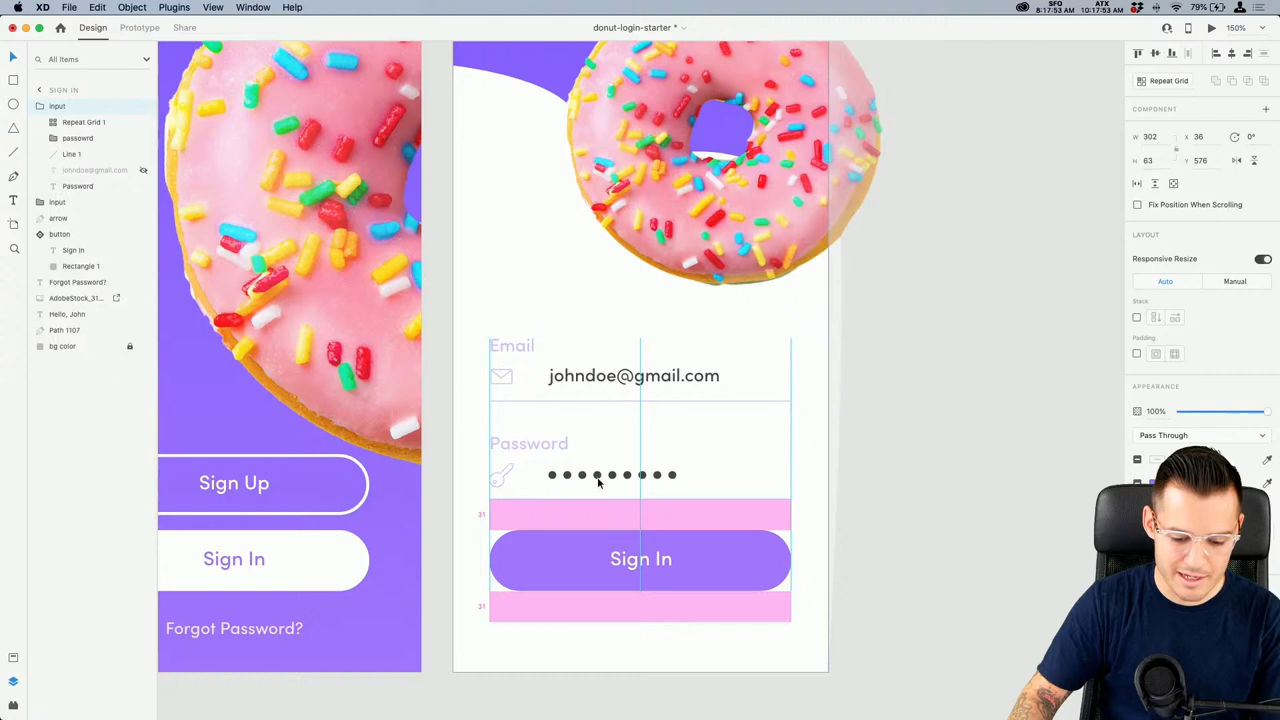 XD File Edit Object Plugins View Window Help
SFO ATX
8:17:53 AM 10:17:53 AM
79%
Design Prototype Share
donut-login-starter *
150%
All Items
SIGN IN
input
Repeat Grid 1
passowrd
Line 1
johndoe@gmail.com
Password
input
arrow
button
Sign In
Rectangle 1
Forgot Password?
AdobeStock_31...
Hello, John
Path 1107
bg color
Sign Up
Sign In
Forgot Password?
Email
johndoe@gmail.com
Password
31
Sign In
31
Repeat Grid
COMPONENT
W 302 X 36 0°
H 63 Y 576
Fix Position When Scrolling
LAYOUT
Responsive Resize
Auto Manual
Stack
Padding
APPEARANCE
100%
Pass Through